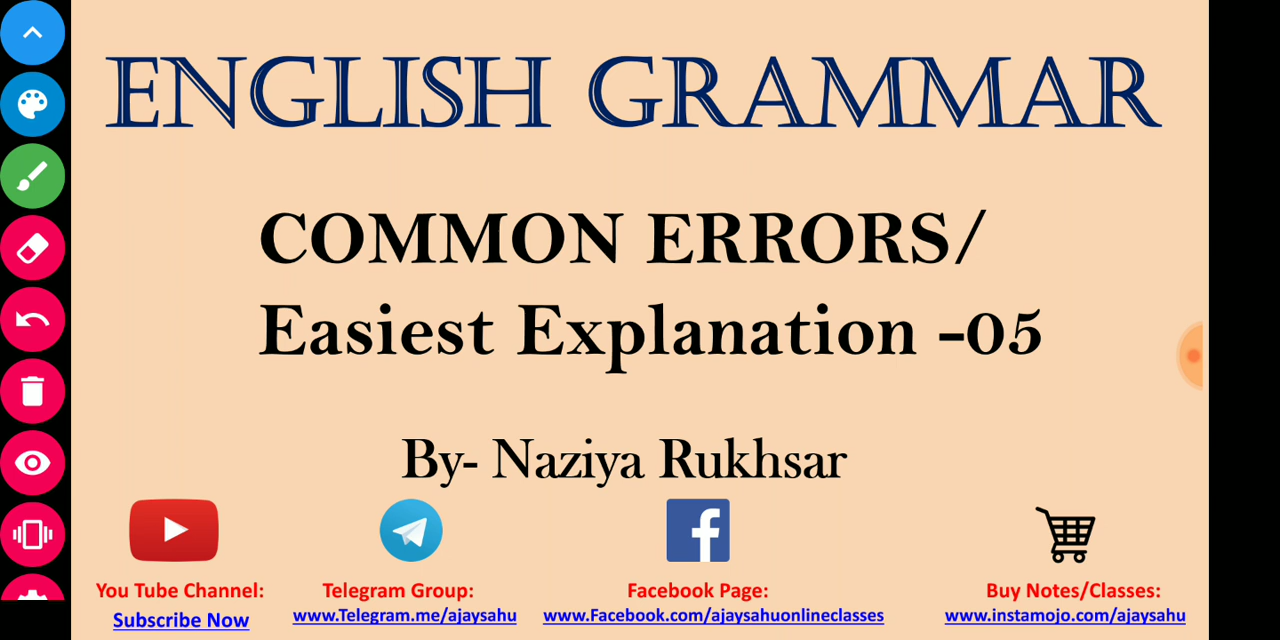 ENGLISH GRAMMAR
COMMON ERRORS/
Easiest Explanation -05
By- Naziya Rukhsar
You Tube Channel:
Subscribe Now
Telegram Group:
www.Telegram.me/ajaysahu
Facebook Page:
www.Facebook.com/ajaysahuonlineclasses
Buy Notes/Classes:
www.instamojo.com/ajaysahu